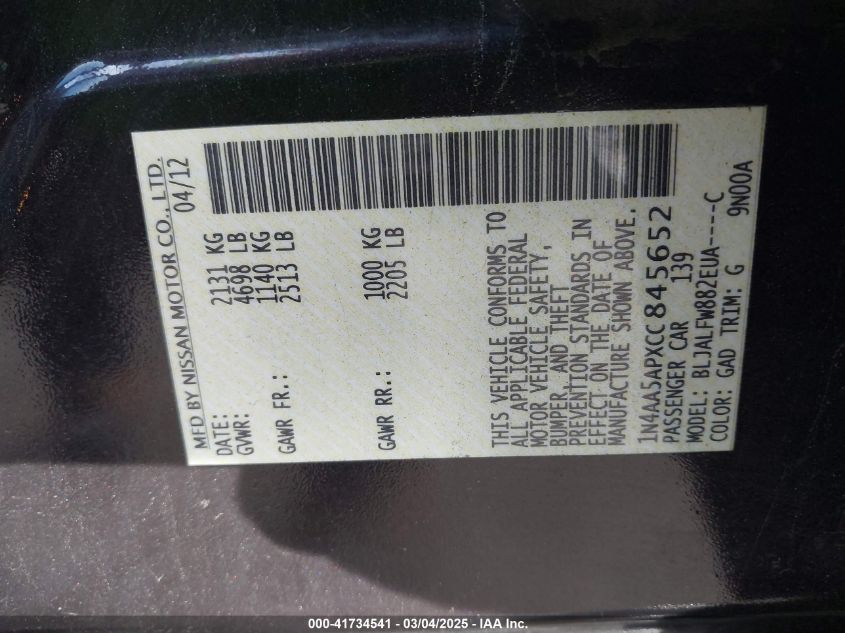 MFD BY NISSAN MOTOR CO., LTD.
DATE: 04/12
GVWR: 2131 KG
4698 LB
GAWR FR.: 1140 KG
2513 LB
GAWR RR.: 1000 KG
2205 LB
THIS VEHICLE CONFORMS TO
ALL APPLICABLE FEDERAL
MOTOR VEHICLE SAFETY,
BUMPER, AND THEFT
PREVENTION STANDARDS IN
EFFECT ON THE DATE OF
MANUFACTURE SHOWN ABOVE.
1N4AA5APXCC845652
PASSENGER CAR 139
MODEL: BLJALFW882EUA----C
COLOR: GAD TRIM: G 9N00A
000-41734541 - 03/04/2025 - IAA Inc.